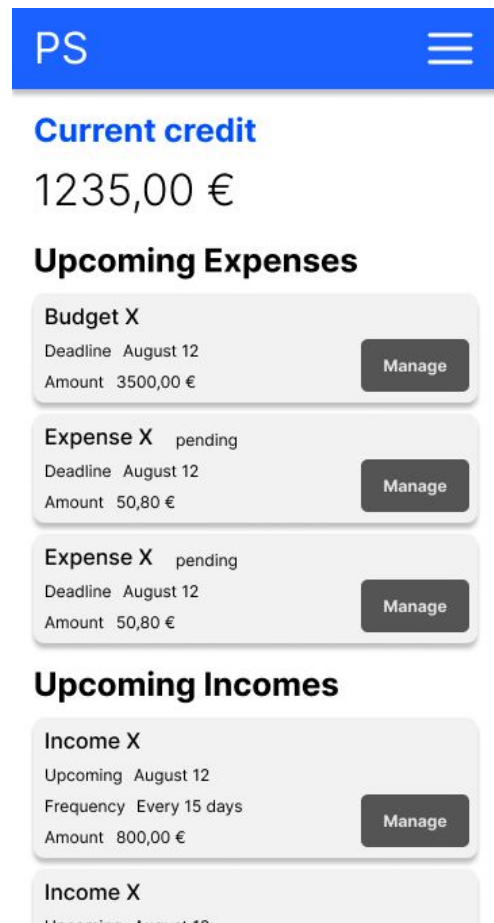 PS
Current credit
1235,00 €
Upcoming Expenses
Budget X
Deadline August 12
Amount 3500,00 €
Manage
Expense X pending
Deadline August 12
Amount 50,80 €
Manage
Expense X pending
Deadline August 12
Amount 50,80 €
Manage
Upcoming Incomes
Income X
Upcoming August 12
Frequency Every 15 days
Amount 800,00 €
Manage
Income X